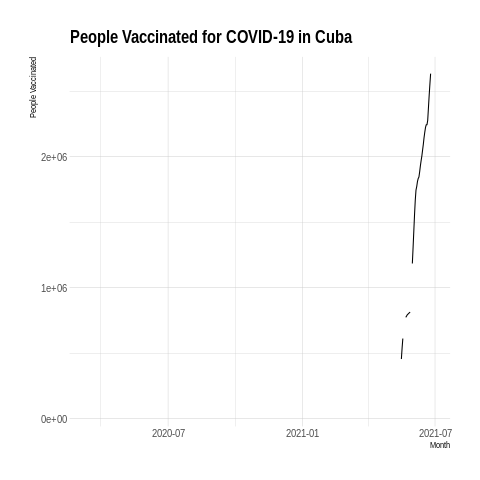 People Vaccinated for COVID-19 in Cuba
People Vaccinated
2e+06
1e+06
0e+00
2020-07
2021-01
2021-07
Month